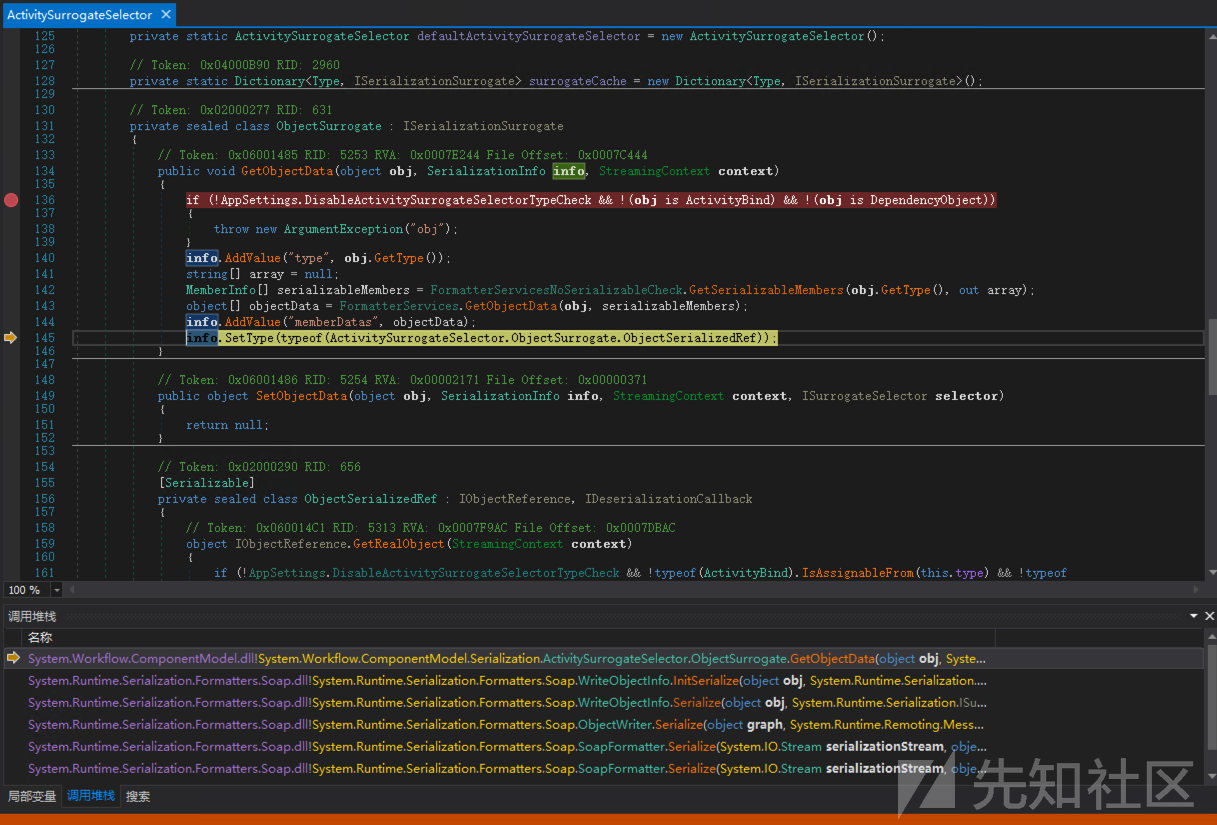 ActivitySurrogateSelector ×
125 private static ActivitySurrogateSelector defaultActivitySurrogateSelector = new ActivitySurrogateSelector();
126
127 // Token: 0x04000B90 RID: 2960
128 private static Dictionary<Type, ISerializationSurrogate> surrogateCache = new Dictionary<Type, ISerializationSurrogate>();
129
130 // Token: 0x02000277 RID: 631
131 private sealed class ObjectSurrogate : ISerializationSurrogate
132 {
133 // Token: 0x06001485 RID: 5253 RVA: 0x0007E244 File Offset: 0x0007C444
134 public void GetObjectData(object obj, SerializationInfo info, StreamingContext context)
135 {
136 if (!AppSettings.DisableActivitySurrogateSelectorTypeCheck && !(obj is ActivityBind) && !(obj is DependencyObject))
137 {
138 throw new ArgumentException("obj");
139 }
140 info.AddValue("type", obj.GetType());
141 string[] array = null;
142 MemberInfo[] serializableMembers = FormatterServicesNoSerializableCheck.GetSerializableMembers(obj.GetType(), out array);
143 object[] objectData = FormatterServices.GetObjectData(obj, serializableMembers);
144 info.AddValue("memberDatas", objectData);
145 info.SetType(typeof(ActivitySurrogateSelector.ObjectSurrogate.ObjectSerializedRef));
146 }
147
148 // Token: 0x06001486 RID: 5254 RVA: 0x00002171 File Offset: 0x00000371
149 public object SetObjectData(object obj, SerializationInfo info, StreamingContext context, ISurrogateSelector selector)
150 {
151 return null;
152 }
153
154 // Token: 0x02000290 RID: 656
155 [Serializable]
156 private sealed class ObjectSerializedRef : IObjectReference, IDeserializationCallback
157 {
158 // Token: 0x060014C1 RID: 5313 RVA: 0x0007F9AC File Offset: 0x0007DBAC
159 object IObjectReference.GetRealObject(StreamingContext context)
160 {
161 if (!AppSettings.DisableActivitySurrogateSelectorTypeCheck && !typeof(ActivityBind).IsAssignableFrom(this.type) && !typeof
100 %
调用堆栈
名称
System.Workflow.ComponentModel.dll!System.Workflow.ComponentModel.Serialization.ActivitySurrogateSelector.ObjectSurrogate.GetObjectData(object obj, Syste...
System.Runtime.Serialization.Formatters.Soap.dll!System.Runtime.Serialization.Formatters.Soap.WriteObjectInfo.InitSerialize(object obj, System.Runtime.Serialization....
System.Runtime.Serialization.Formatters.Soap.dll!System.Runtime.Serialization.Formatters.Soap.WriteObjectInfo.Serialize(object obj, System.Runtime.Serialization.ISu...
System.Runtime.Serialization.Formatters.Soap.dll!System.Runtime.Serialization.Formatters.Soap.ObjectWriter.Serialize(object graph, System.Runtime.Remoting.Mess...
System.Runtime.Serialization.Formatters.Soap.dll!System.Runtime.Serialization.Formatters.Soap.SoapFormatter.Serialize(System.IO.Stream serializationStream, obje...
System.Runtime.Serialization.Formatters.Soap.dll!System.Runtime.Serialization.Formatters.Soap.SoapFormatter.Serialize(System.IO.Stream serializationStream, obje...
局部变量 调用堆栈 搜索
先知社区